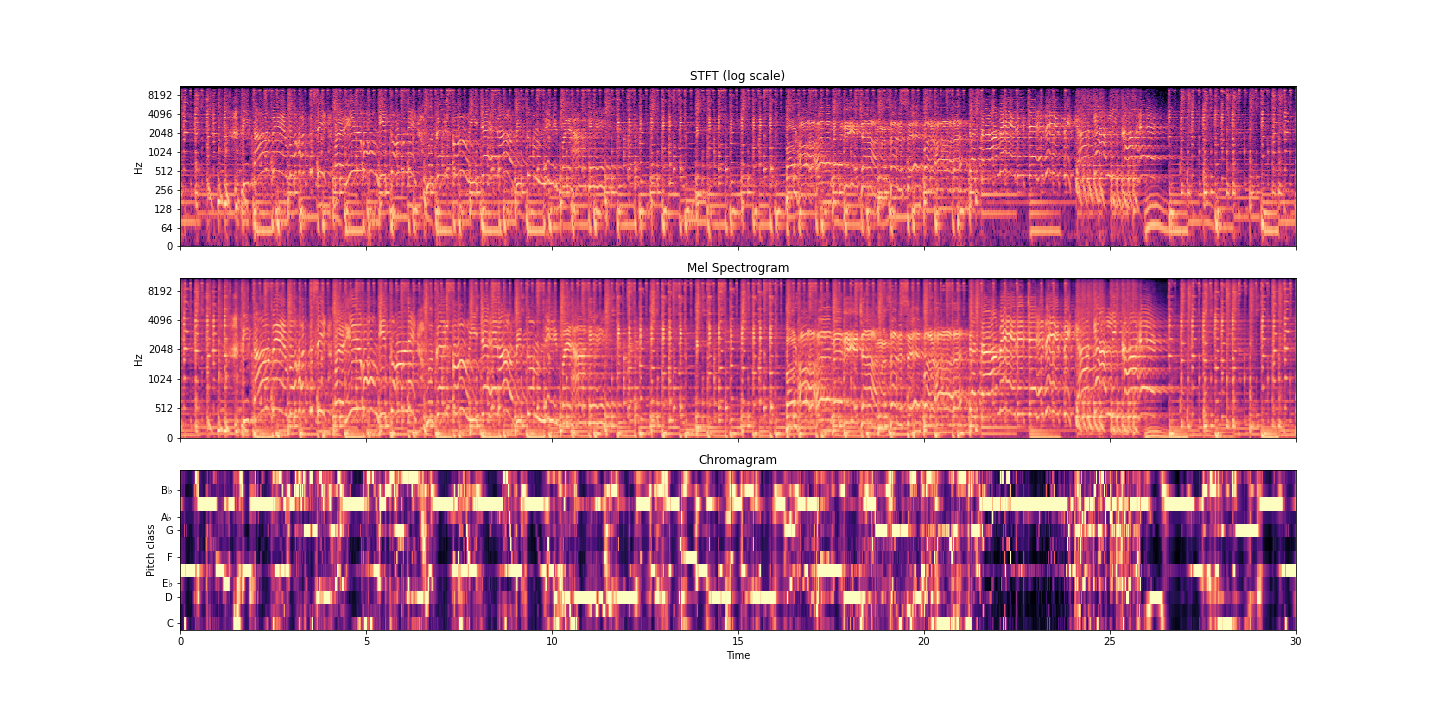 STFT (log scale)
8192
4096
2048
1024
512
256
128
64
0
Hz
Mel Spectrogram
8192
4096
2048
1024
512
0
Hz
Chromagram
B♭
A♭
G
F
E♭
D
C
Pitch class
0 5 10 15 20 25 30
Time